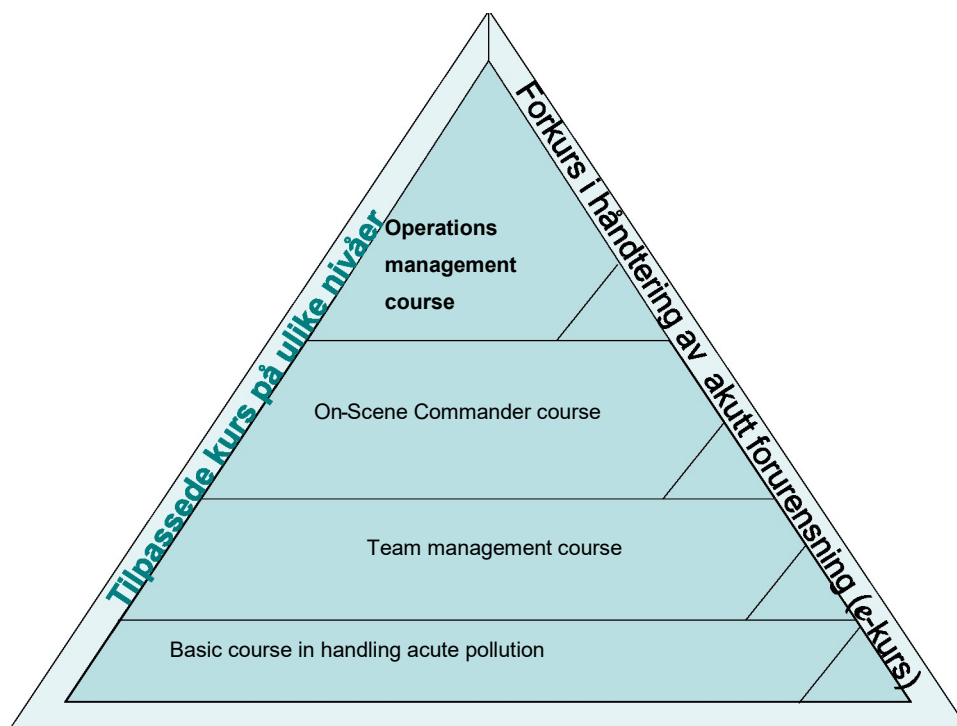 Tilpassede kurs på ulike nivåer
Forkurs i håndtering av akutt forurensning (e-kurs)
Operations
management
course
On-Scene Commander course
Team management course
Basic course in handling acute pollution